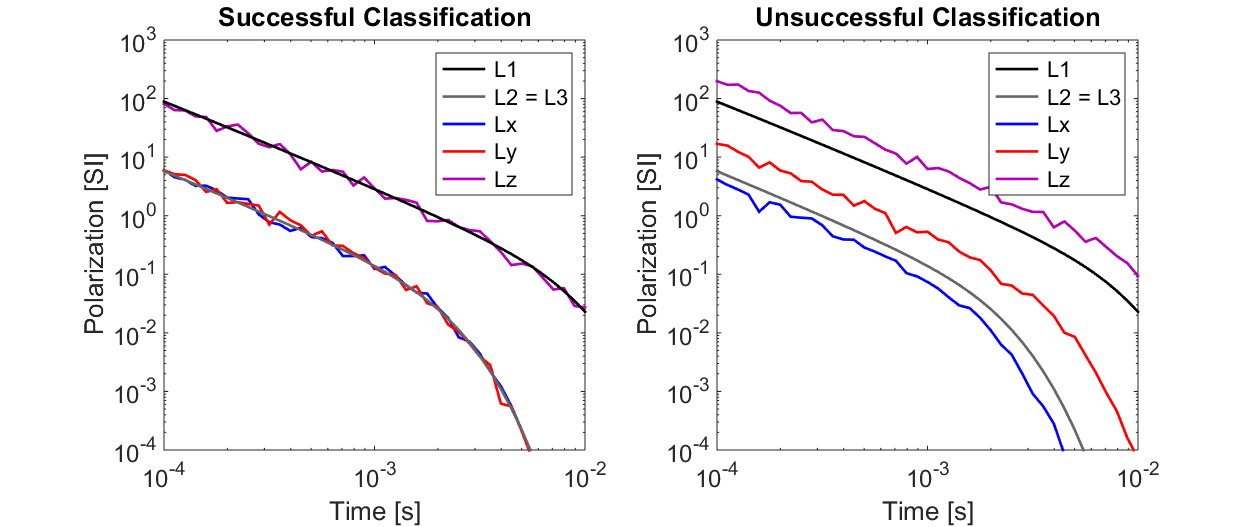 Successful Classification
Polarization [SI]
10^3
10^2
10^1
10^0
10^-1
10^-2
10^-3
10^-4
L1
L2 = L3
Lx
Ly
Lz
10^-4
10^-3
10^-2
Time [s]
Unsuccessful Classification
Polarization [SI]
10^3
10^2
10^1
10^0
10^-1
10^-2
10^-3
10^-4
L1
L2 = L3
Lx
Ly
Lz
10^-4
10^-3
10^-2
Time [s]